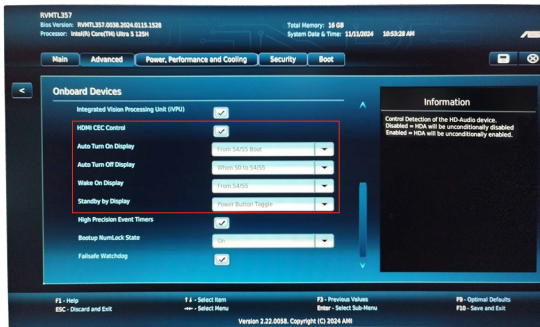 RVMTL357
Bios Version: RVMTL357.0038.2024.0115.1528
Total Memory: 16 GB
Processor: Intel(R) Core(TM) Ultra 5 125H
System Date & Time: 11/11/2024 10:53:28 AM
Main Advanced Power, Performance and Cooling Security Boot
<
Onboard Devices
Information
Integrated Vision Processing Unit (IVPU)
Control Detection of the HD-Audio device.
Disabled = HDA will be unconditionally disabled
Enabled = HDA will be unconditionally enabled.
HDMI CEC Control
Auto Turn On Display From S4/S5 Boot
Auto Turn Off Display When S0 to S4/S5
Wake On Display From S4/S5
Standby by Display Power Button Toggle
High Precision Event Timers
Bootup NumLock State On
Failsafe Watchdog
F1 - Help
↑↓ - Select Item
F3 - Previous Values
F9 - Optimal Defaults
ESC - Discard and Exit
→← - Select Menu
Enter - Select Sub-Menu
F10 - Save and Exit
Version 2.22.0058. Copyright (C) 2024 AMI